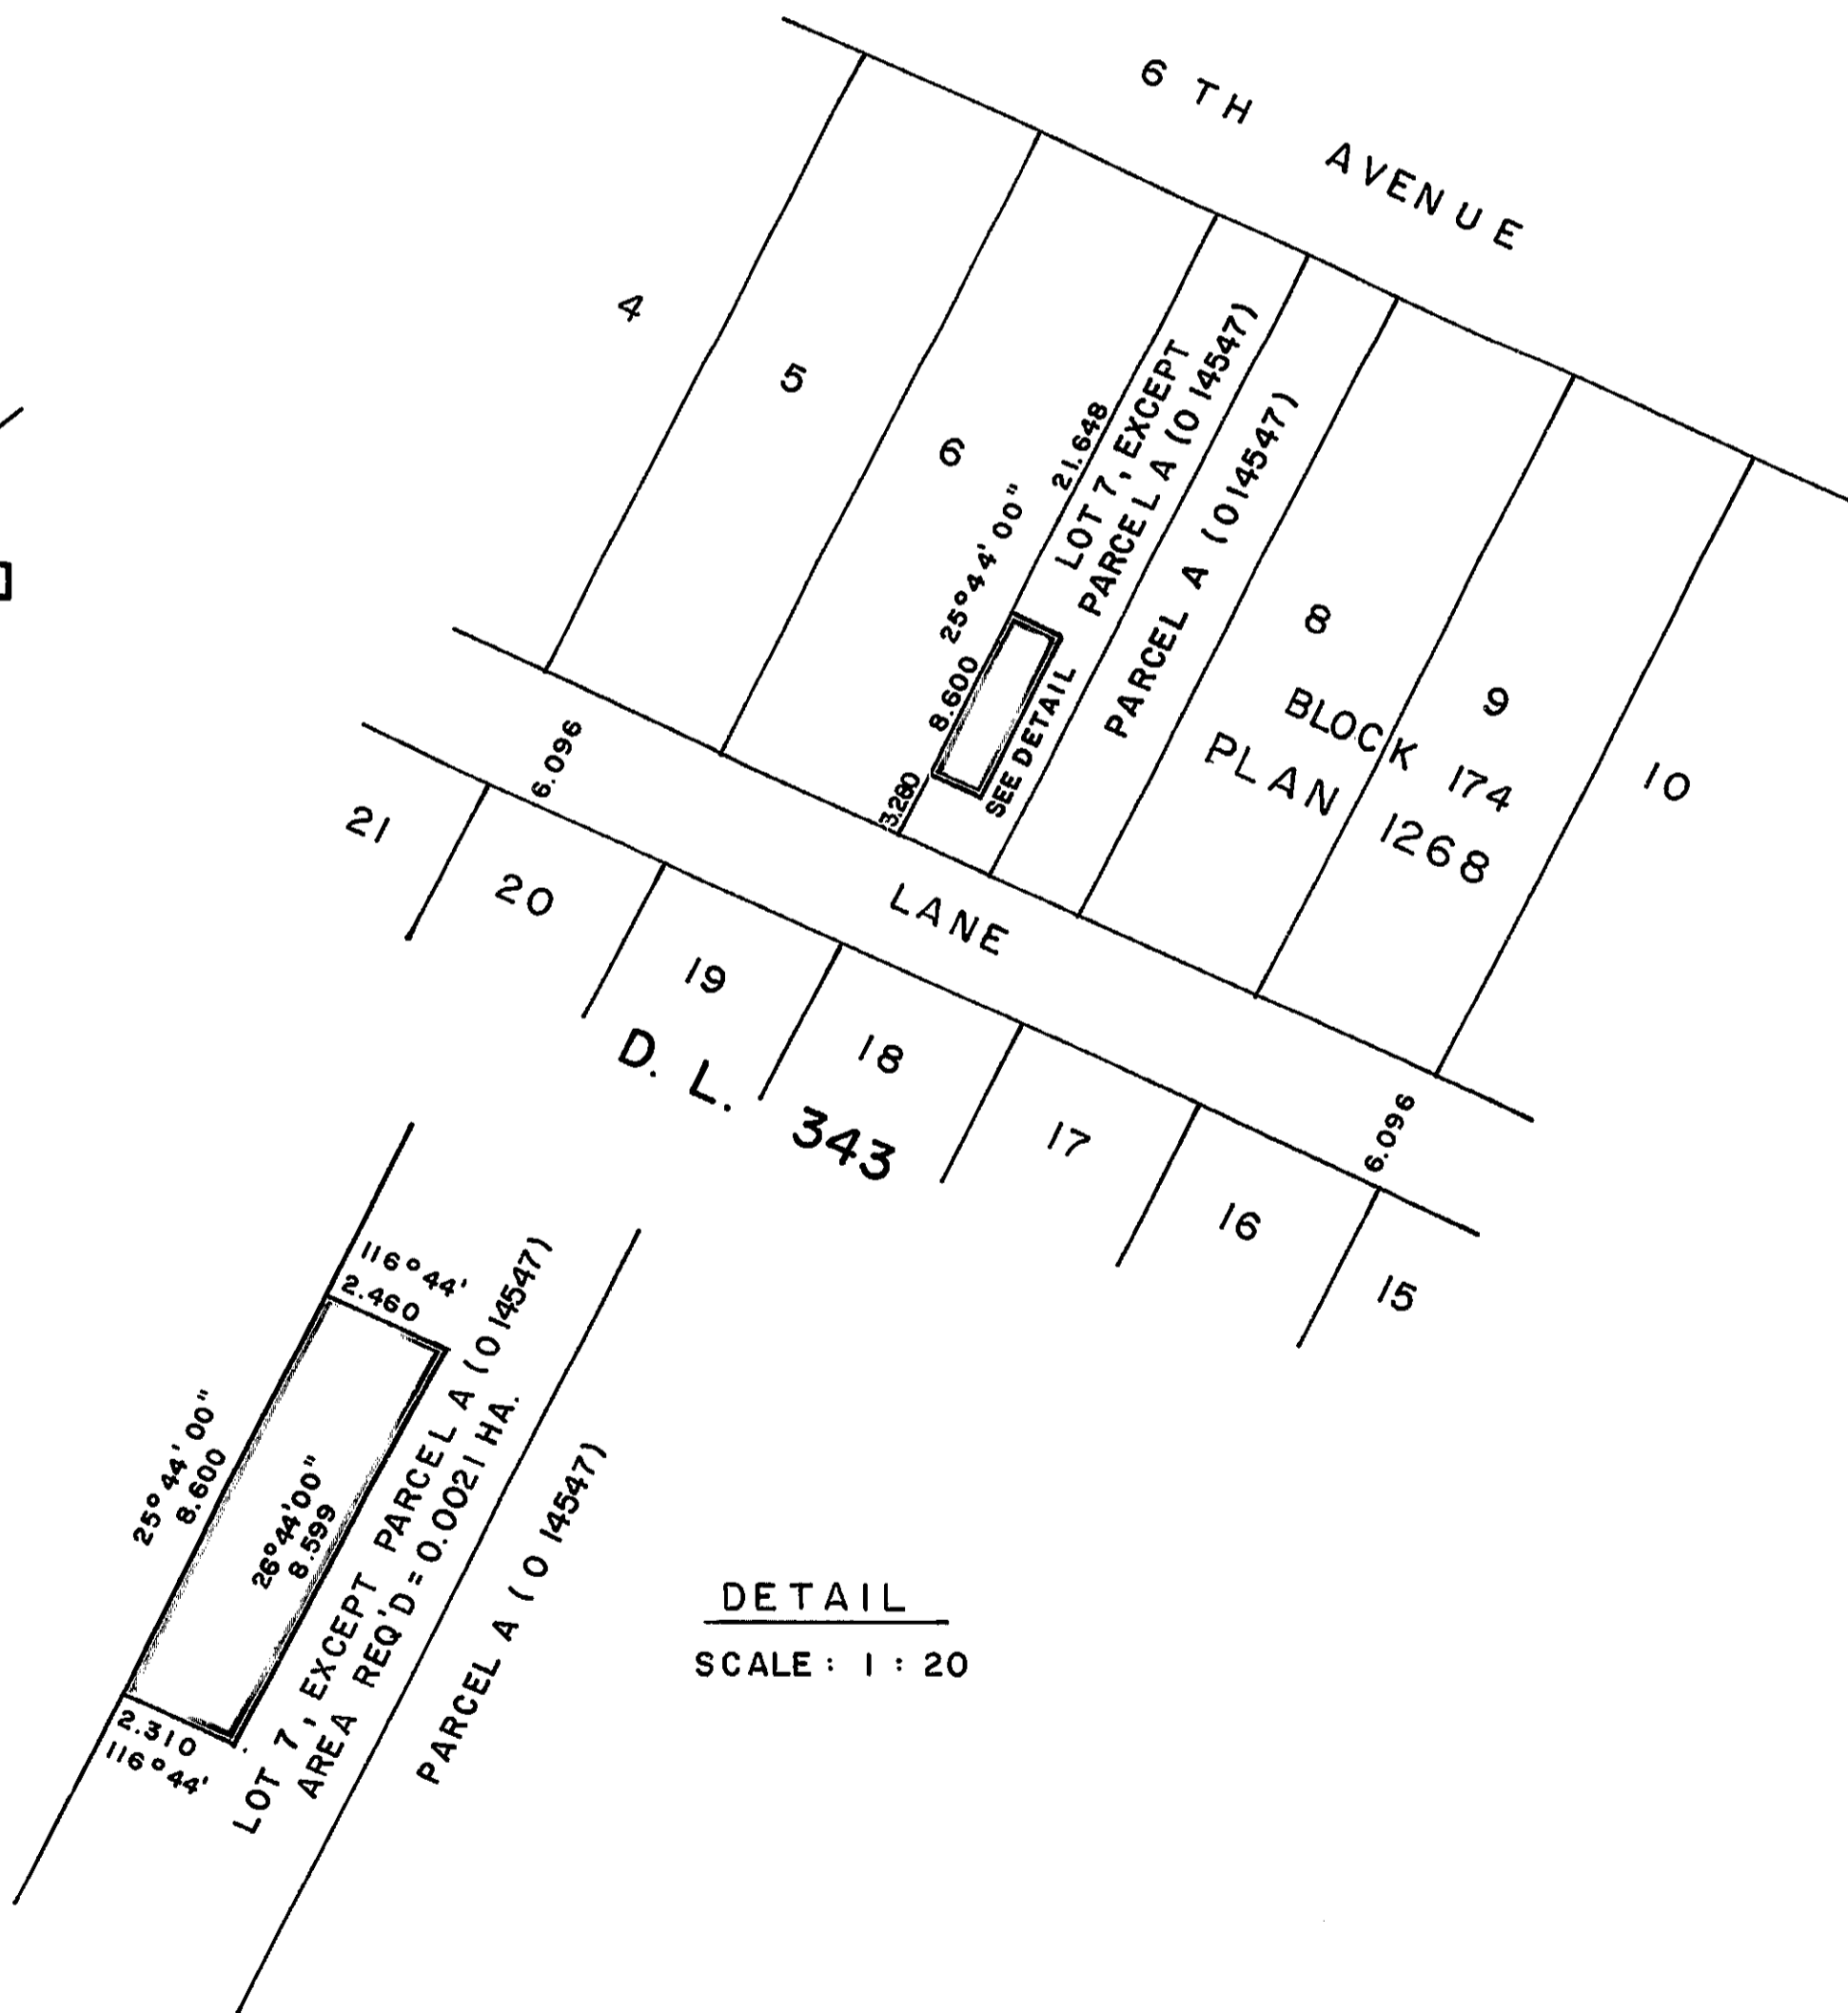 6 TH AVENUE
4
5
6
21.648
25°44'00"
8.600
LOT 7, EXCEPT
PARCEL A (014547)
PARCEL A (014547)
SEE DETAIL
8
9
10
BLOCK 174
PLAN 1268
6.096
LANE
21
20
19
18
17
16
15
6.096
D. L. 343
116°44'
2.460
25°44'00"
8.600
26°44'00"
8.599
2.310
116°44'
LOT 7, EXCEPT PARCEL A (014547)
AREA REQ'D = 0.0021 HA.
PARCEL A (014547)
DETAIL
SCALE : 1 : 20